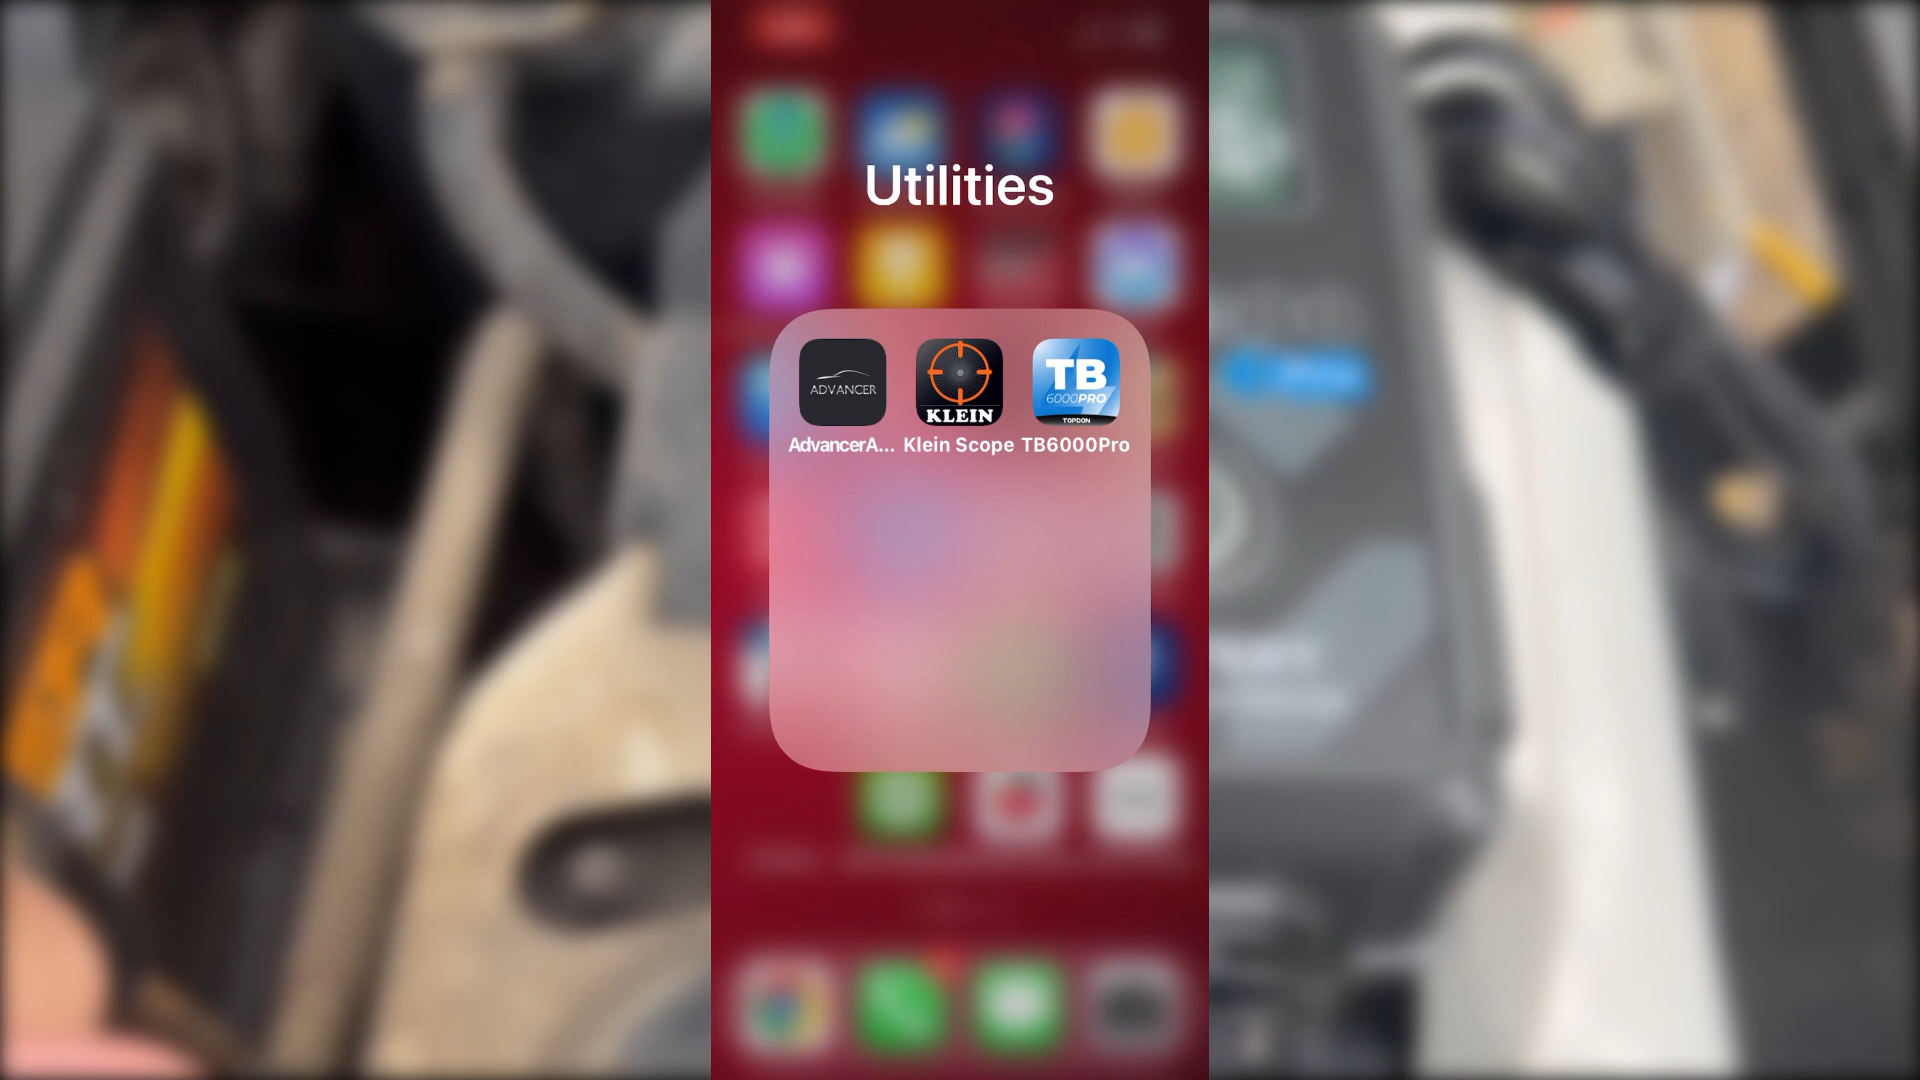 Utilities
ADVANCER
KLEIN
TB
6000PRO
TOPDON
AdvancerA... Klein Scope TB6000Pro